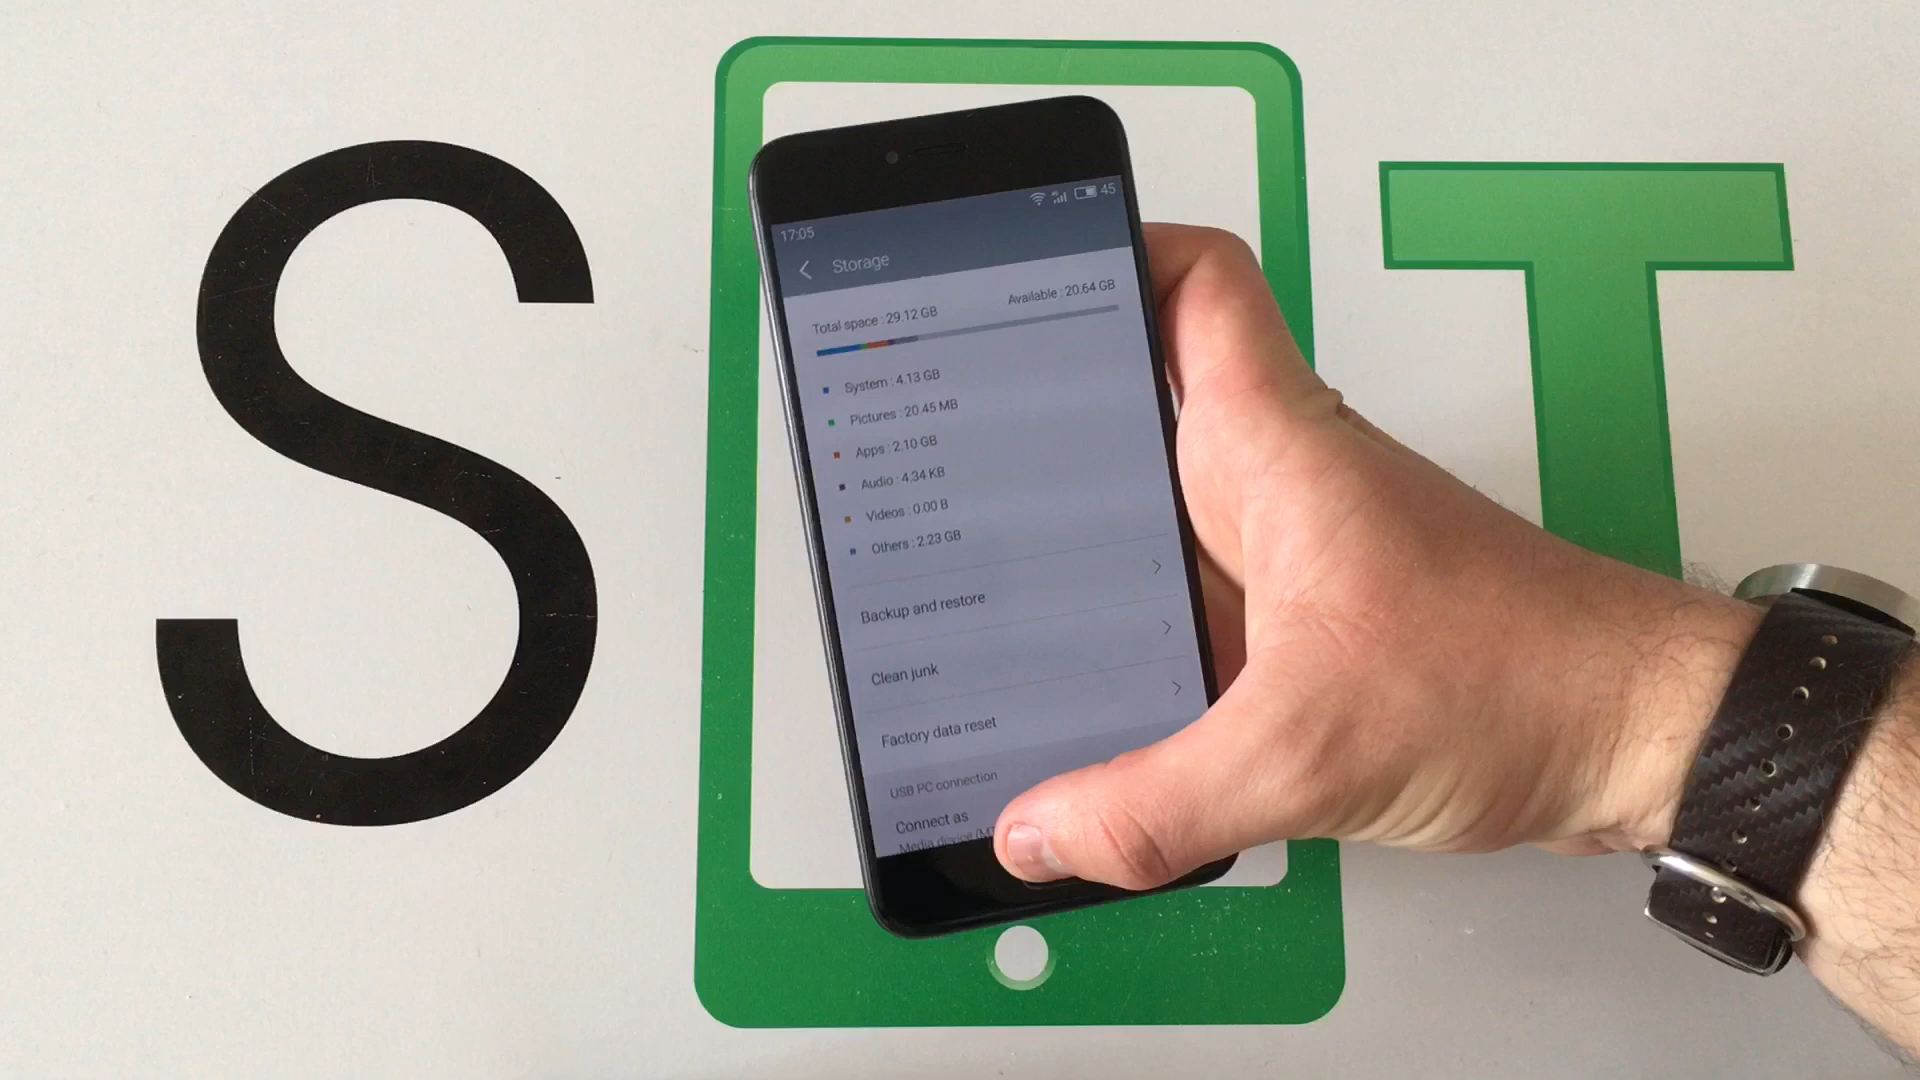 S T
17:05
45
Storage
Total space : 29.12 GB
Available : 20.64 GB
System : 4.13 GB
Pictures : 20.45 MB
Apps : 2.10 GB
Audio : 4.34 KB
Videos : 0.00 B
Others : 2.23 GB
Backup and restore
Clean junk
Factory data reset
USB PC connection
Connect as
Media device